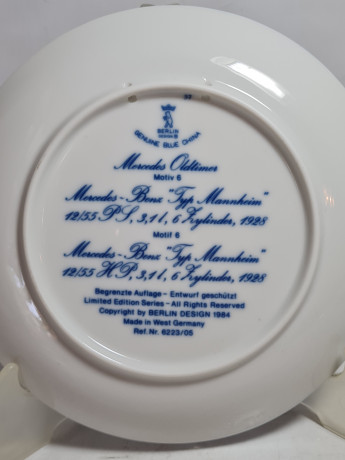 BERLIN
DESIGN
GENUINE BLUE CHINA
Mercedes Oldtimer
Motiv 6
Mercedes-Benz "Typ Mannheim"
12/55 PS, 3,1 l, 6 Zylinder, 1928
Motif 6
Mercedes-Benz "Typ Mannheim"
12/55 HP, 3,1 l, 6 Zylinder, 1928
Begrenzte Auflage - Entwurf geschützt
Limited Edition Series - All Rights Reserved
Copyright by BERLIN DESIGN 1984
Made in West Germany
Ref.Nr. 6223/05